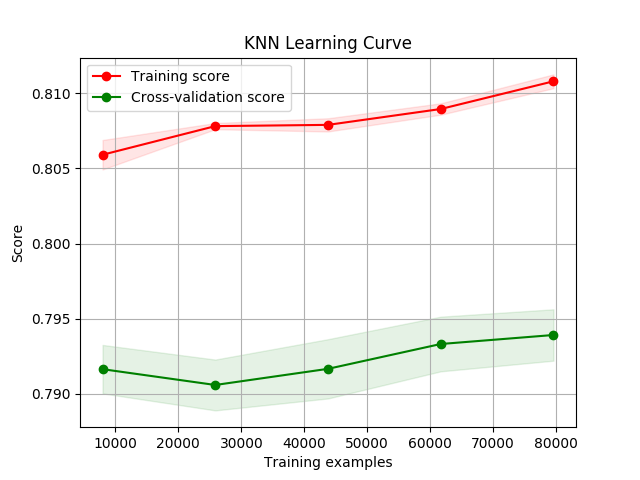 KNN Learning Curve
Training score
Cross-validation score
0.810
0.805
0.800
0.795
0.790
Score
10000 20000 30000 40000 50000 60000 70000 80000
Training examples